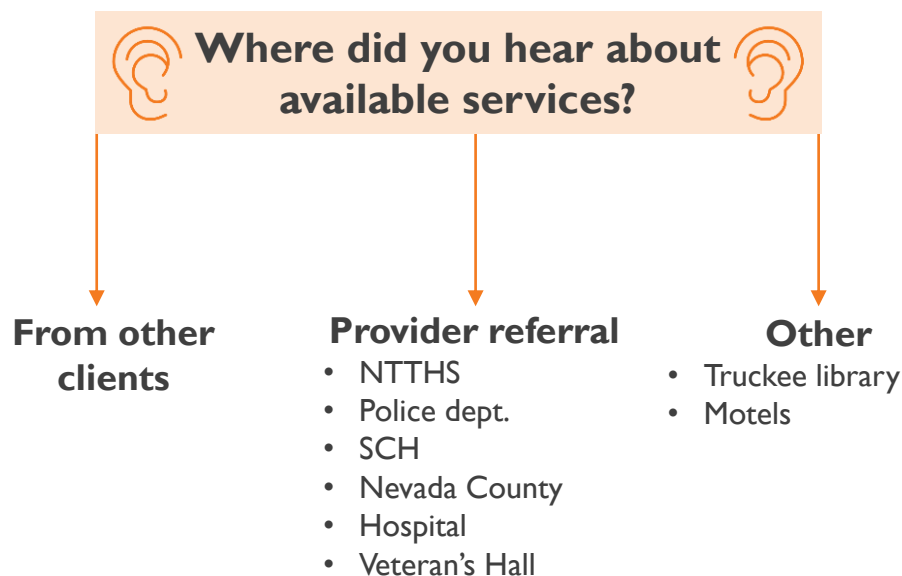 Where did you hear about
available services?
From other
clients
Provider referral
• NTTHS
• Police dept.
• SCH
• Nevada County
• Hospital
• Veteran’s Hall
Other
• Truckee library
• Motels